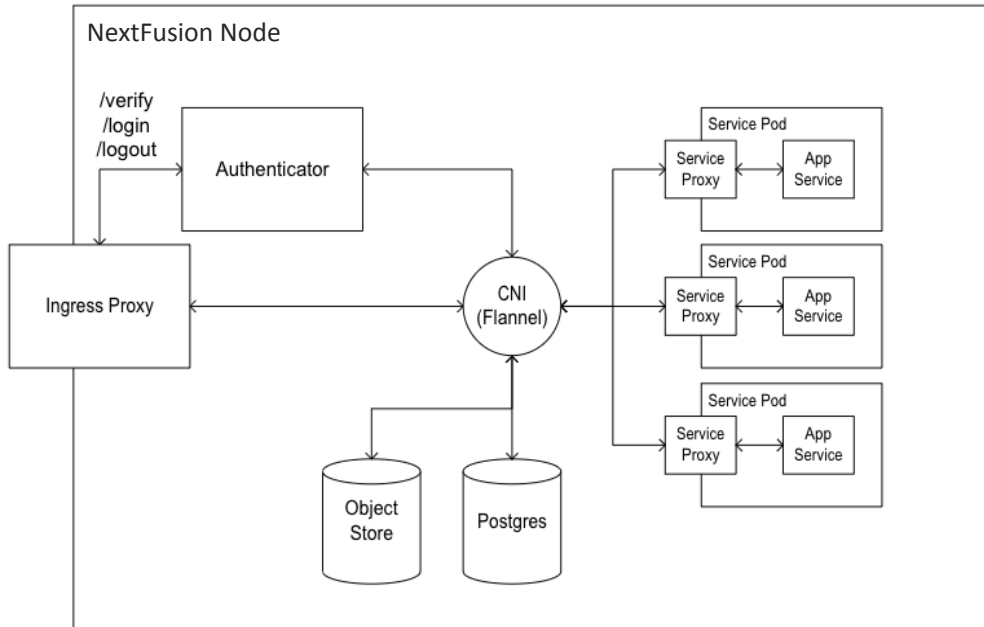 NextFusion Node
/verify
/login
/logout
Authenticator
Ingress Proxy
CNI
(Flannel)
Object
Store
Postgres
Service Pod
Service
Proxy
App
Service
Service Pod
Service
Proxy
App
Service
Service Pod
Service
Proxy
App
Service